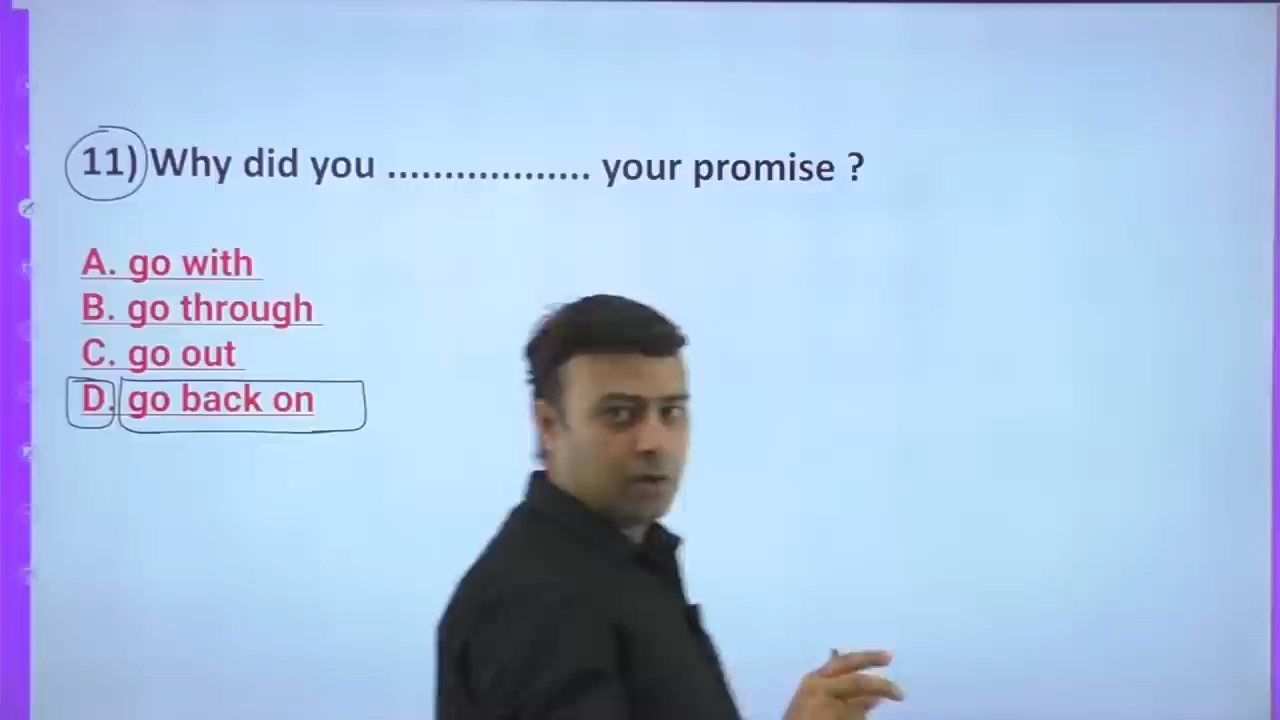 11) Why did you .................. your promise ?
A. go with
B. go through
C. go out
D. go back on